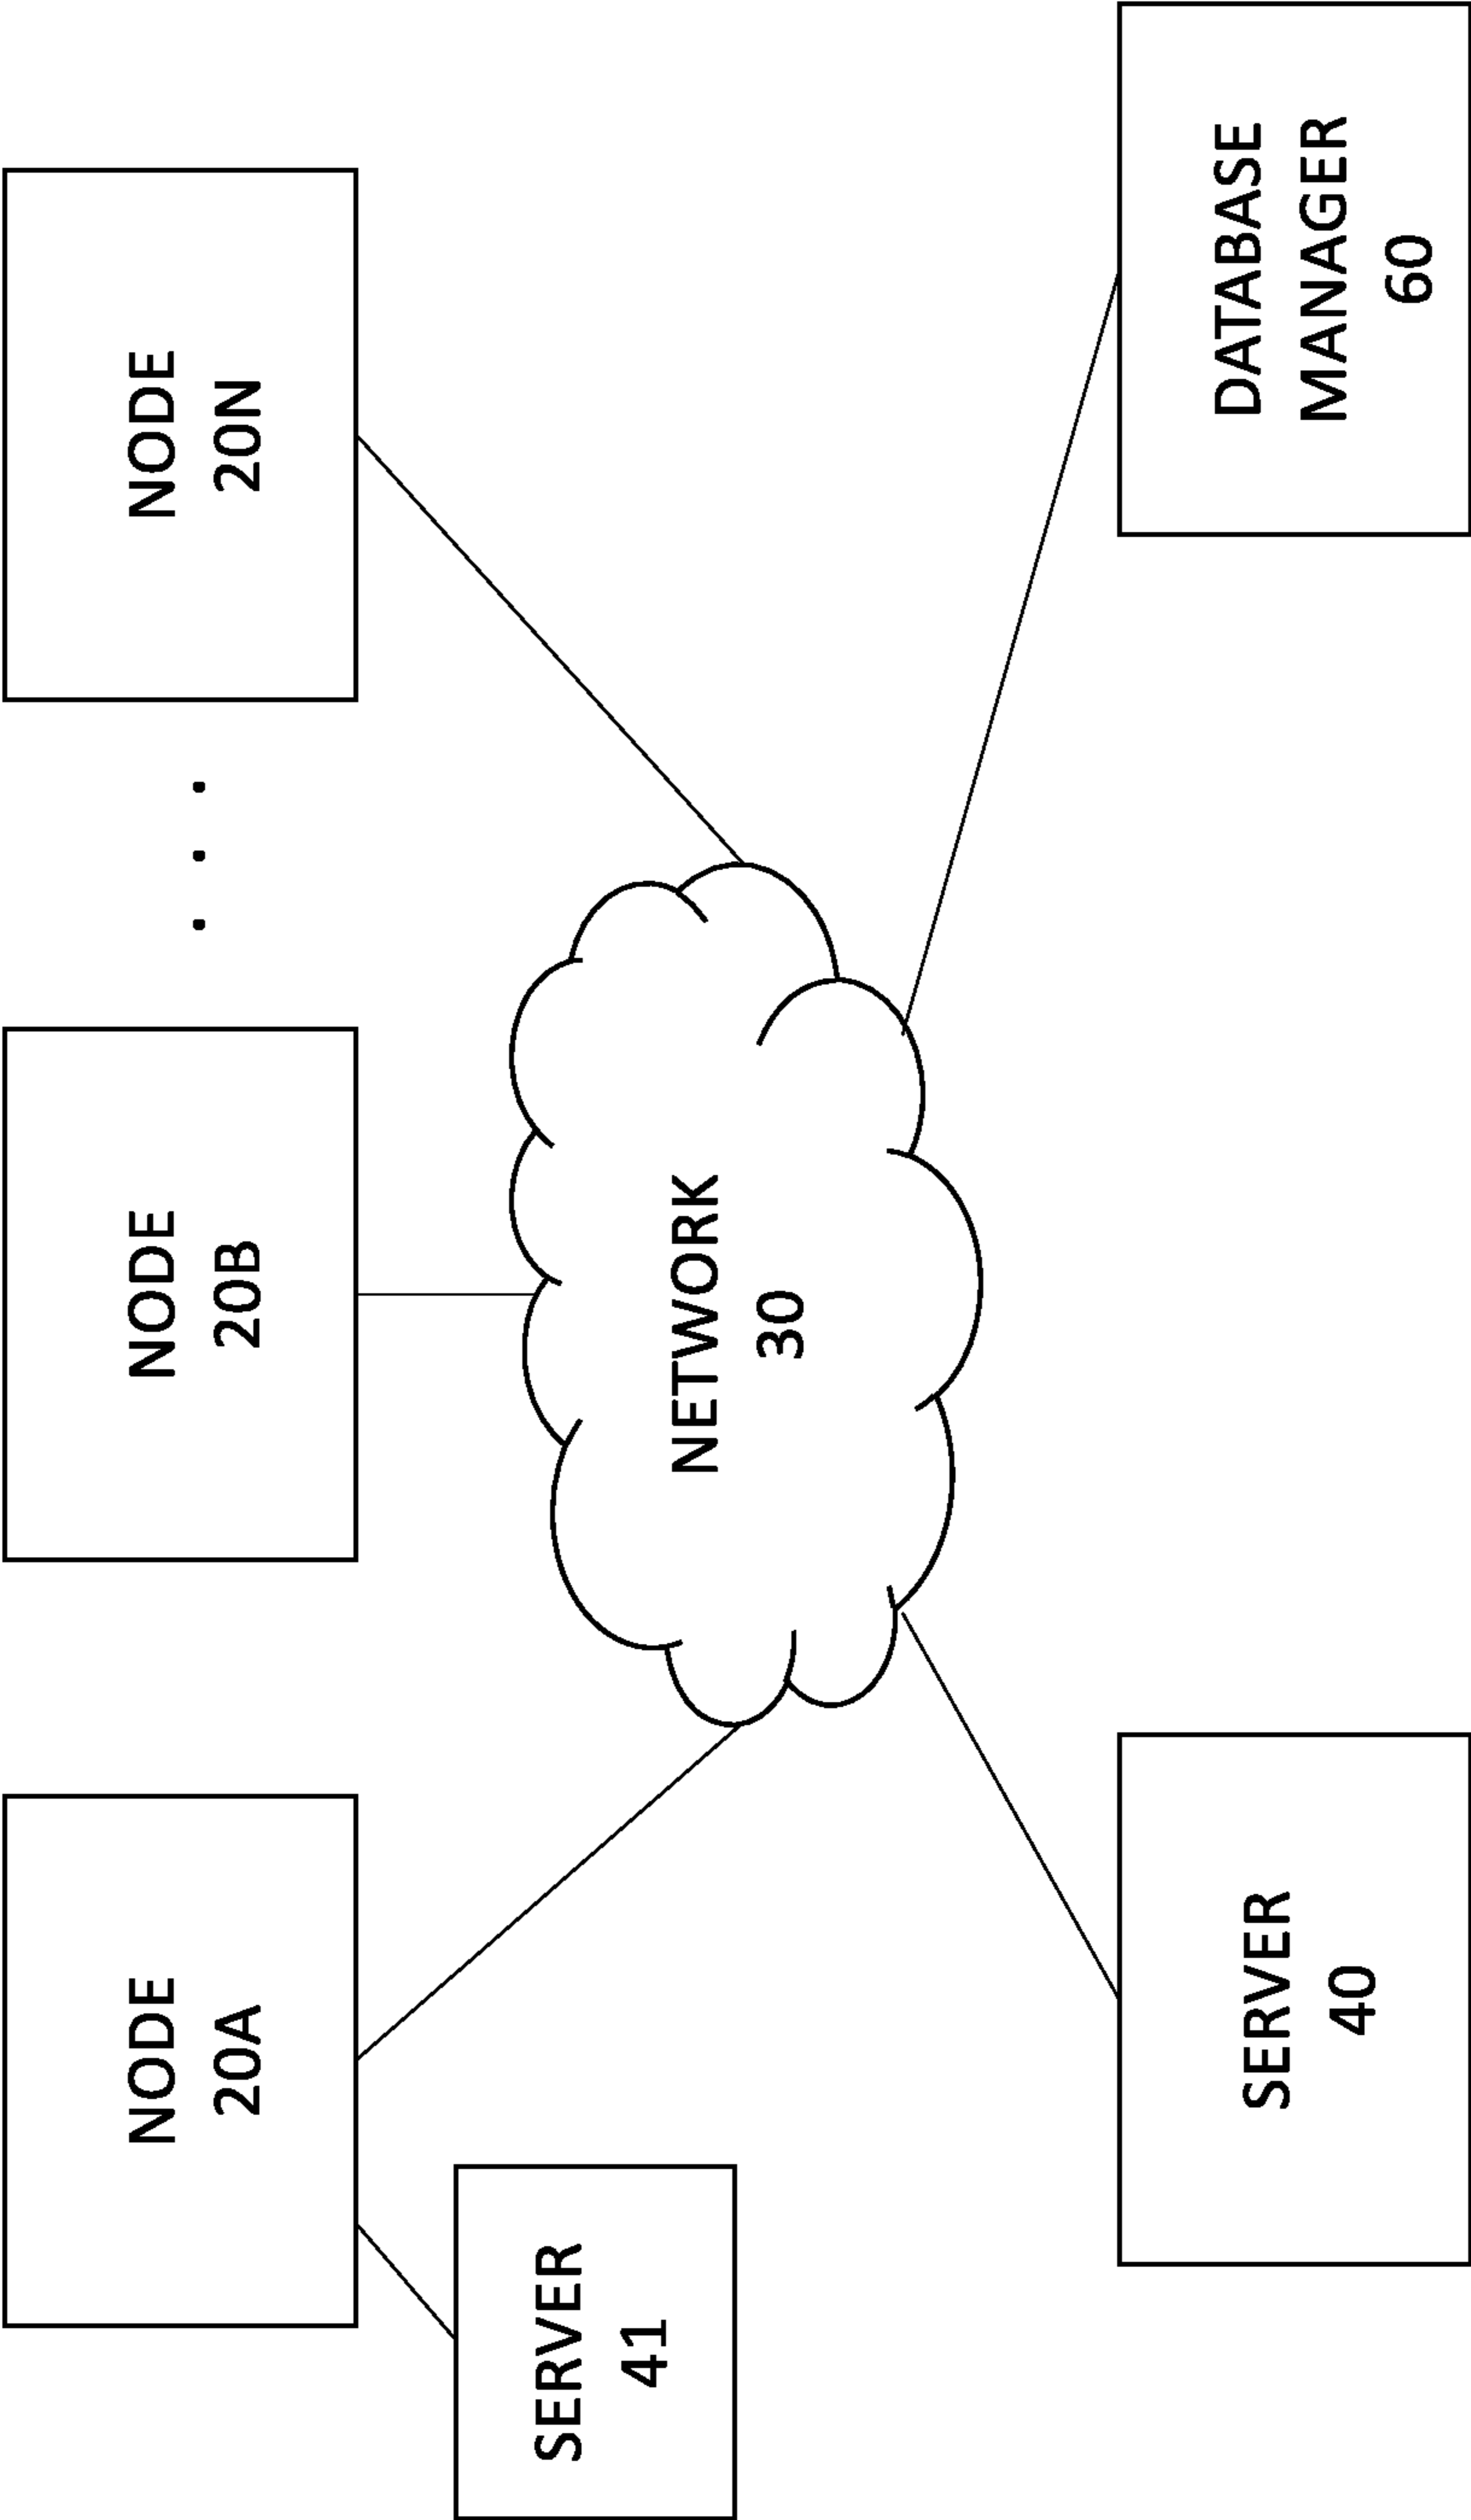 NODE
20A
NODE
20B
. . .
NODE
20N
SERVER
41
NETWORK
30
SERVER
40
DATABASE
MANAGER
60